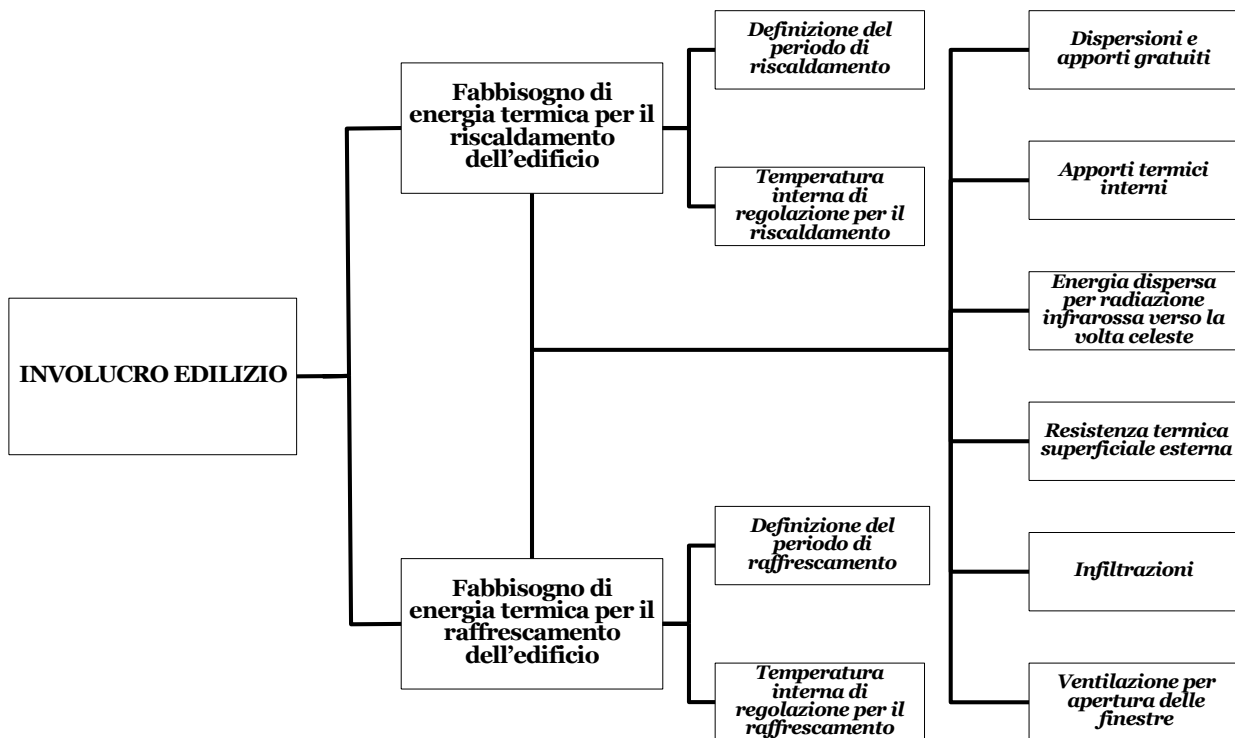 INVOLUCRO EDILIZIO
Fabbisogno di
energia termica per il
riscaldamento
dell’edificio
Definizione del
periodo di
riscaldamento
Temperatura
interna di
regolazione per il
riscaldamento
Fabbisogno di
energia termica per il
raffrescamento
dell’edificio
Definizione del
periodo di
raffrescamento
Temperatura
interna di
regolazione per il
raffrescamento
Dispersioni e
apporti gratuiti
Apporti termici
interni
Energia dispersa
per radiazione
infrarossa verso la
volta celeste
Resistenza termica
superficiale esterna
Infiltrazioni
Ventilazione per
apertura delle
finestre